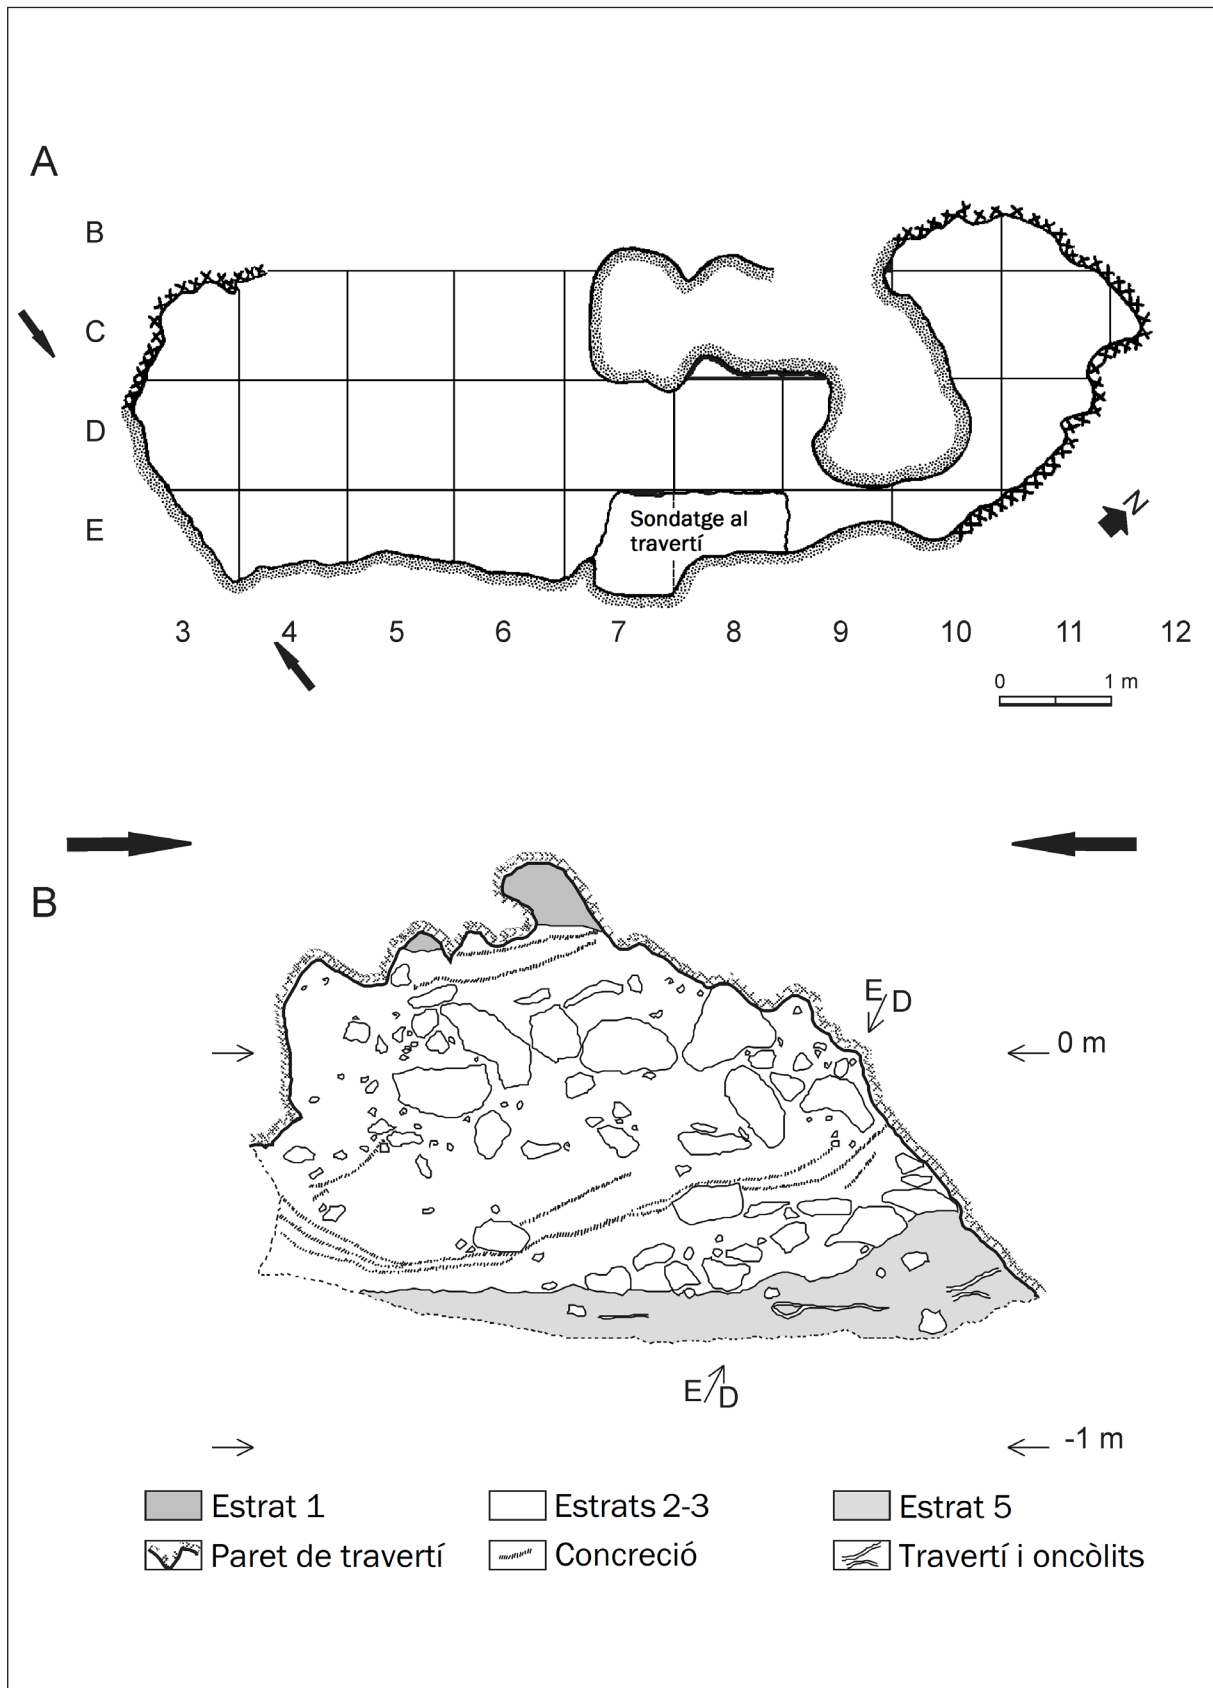 A
B
C
D
E
Sondatge al
travertí
N
3 4 5 6 7 8 9 10 11 12
0 1 m
B
E/D
0 m
E/D
-1 m
Estrat 1 Estrats 2-3 Estrat 5
Paret de travertí Concreció Travertí i oncòlits